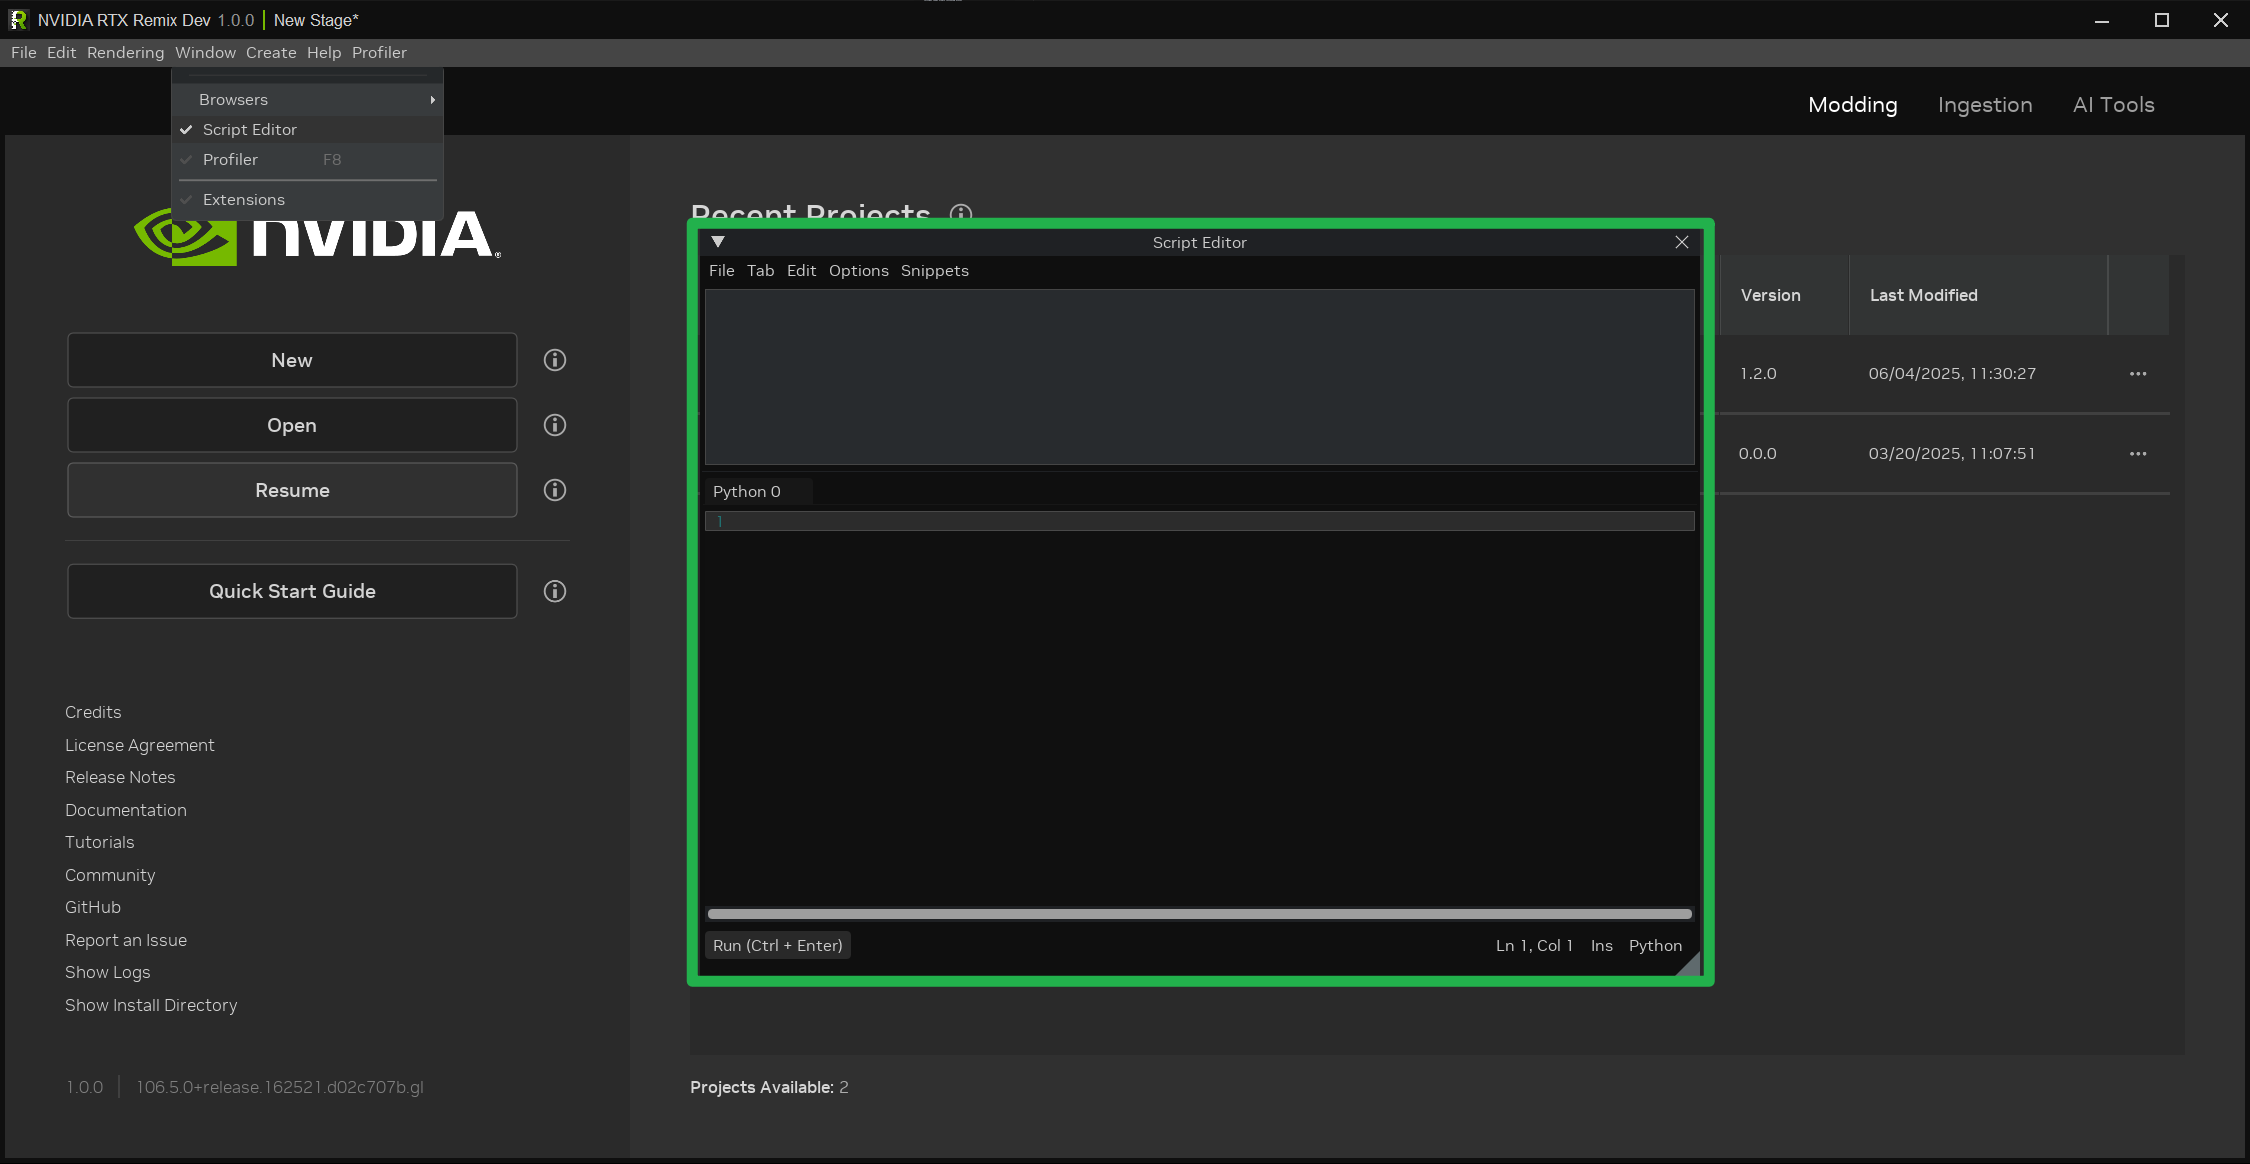 NVIDIA RTX Remix Dev 1.0.0 | New Stage*
File Edit Rendering Window Create Help Profiler
Browsers
Script Editor
Profiler F8
Extensions
Modding Ingestion AI Tools
nVIDIA
New
Open
Resume
Quick Start Guide
Credits
License Agreement
Release Notes
Documentation
Tutorials
Community
GitHub
Report an Issue
Show Logs
Show Install Directory
1.0.0 | 106.5.0+release.162521.d02c707b.gl
Recent Projects
Script Editor
File Tab Edit Options Snippets
Python 0
1
Run (Ctrl + Enter)
Ln 1, Col 1 Ins Python
Version Last Modified
1.2.0 06/04/2025, 11:30:27
0.0.0 03/20/2025, 11:07:51
Projects Available: 2